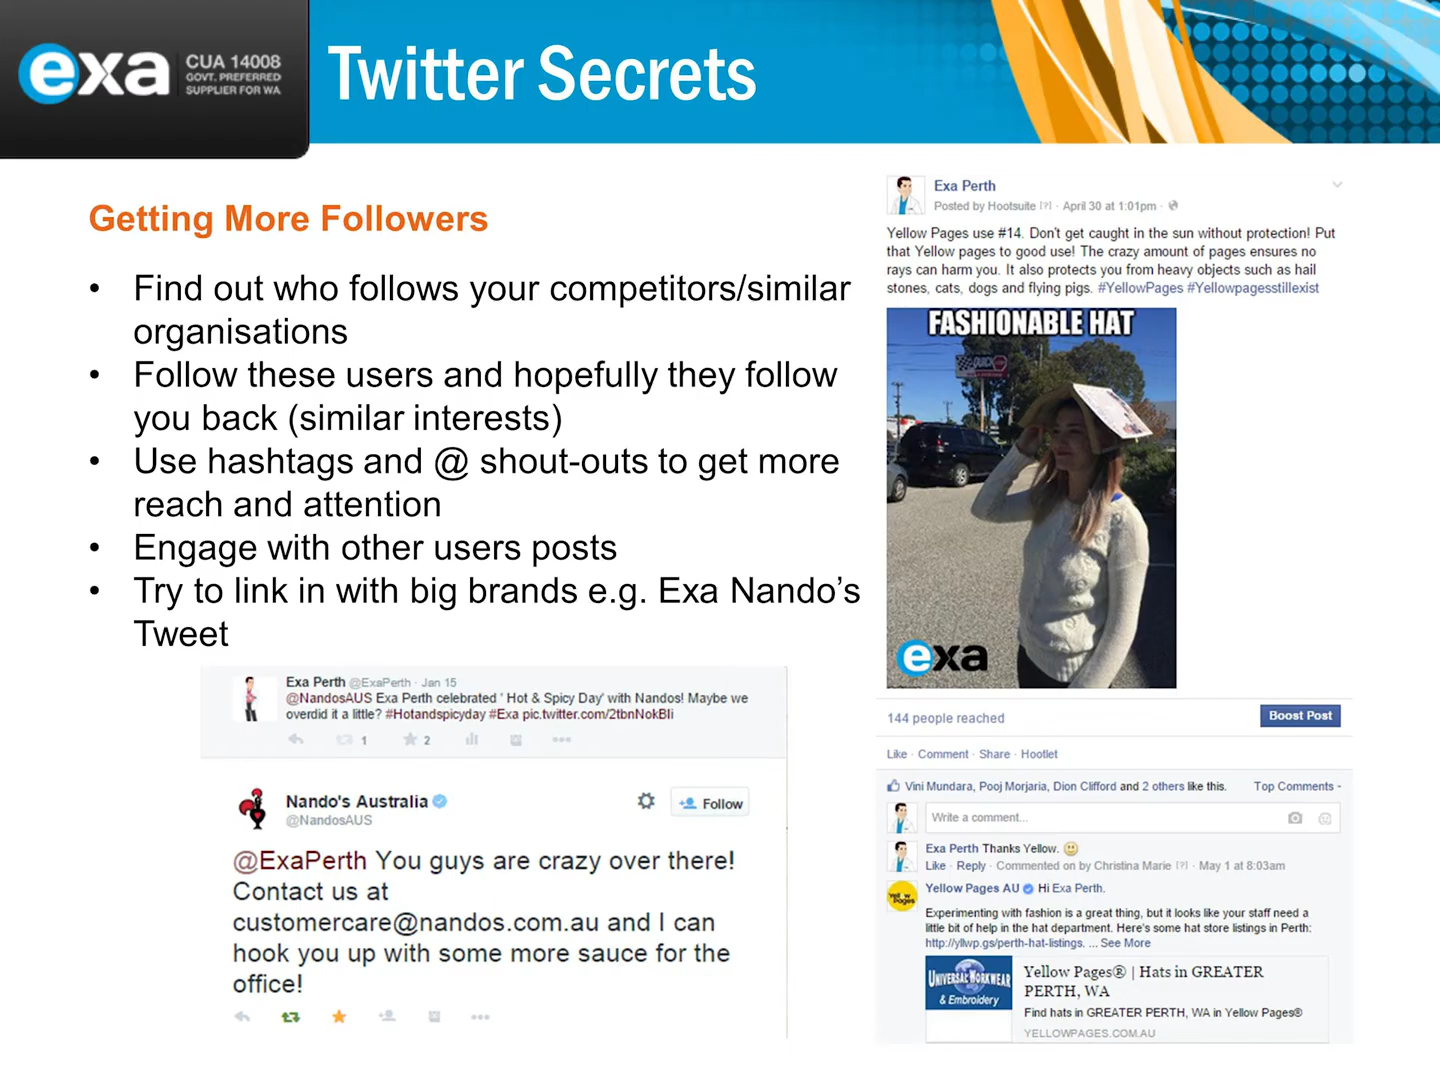 exa
CUA 14008
GOVT. PREFERRED
SUPPLIER FOR WA
Twitter Secrets
Getting More Followers
• Find out who follows your competitors/similar
organisations
• Follow these users and hopefully they follow
you back (similar interests)
• Use hashtags and @ shout-outs to get more
reach and attention
• Engage with other users posts
• Try to link in with big brands e.g. Exa Nando's
Tweet
Exa Perth @ExaPerth · Jan 15
@NandosAUS Exa Perth celebrated ' Hot & Spicy Day' with Nandos! Maybe we
overdid it a little? #Hotandspicyday #Exa pic.twitter.com/2tbnNokBli
1
2
Nando's Australia
@NandosAUS
Follow
@ExaPerth You guys are crazy over there!
Contact us at
customercare@nandos.com.au and I can
hook you up with some more sauce for the
office!
Exa Perth
Posted by Hootsuite [?] · April 30 at 1:01pm ·
Yellow Pages use #14. Don't get caught in the sun without protection! Put
that Yellow pages to good use! The crazy amount of pages ensures no
rays can harm you. It also protects you from heavy objects such as hail
stones, cats, dogs and flying pigs. #YellowPages #Yellowpagesstillexist
FASHIONABLE HAT
exa
144 people reached
Boost Post
Like · Comment · Share · Hootlet
Vini Mundara, Pooj Morjaria, Dion Clifford and 2 others like this.
Top Comments
Write a comment...
Exa Perth Thanks Yellow.
Like · Reply · Commented on by Christina Marie [?] · May 1 at 8:03am
Yellow Pages
Yellow Pages AU Hi Exa Perth.
Experimenting with fashion is a great thing, but it looks like your staff need a
little bit of help in the hat department. Here's some hat store listings in Perth:
http://yllwp.gs/perth-hat-listings. ... See More
UNIVERSAL WORKWEAR
& Embroidery
Yellow Pages® | Hats in GREATER
PERTH, WA
Find hats in GREATER PERTH, WA in Yellow Pages®
YELLOWPAGES.COM.AU